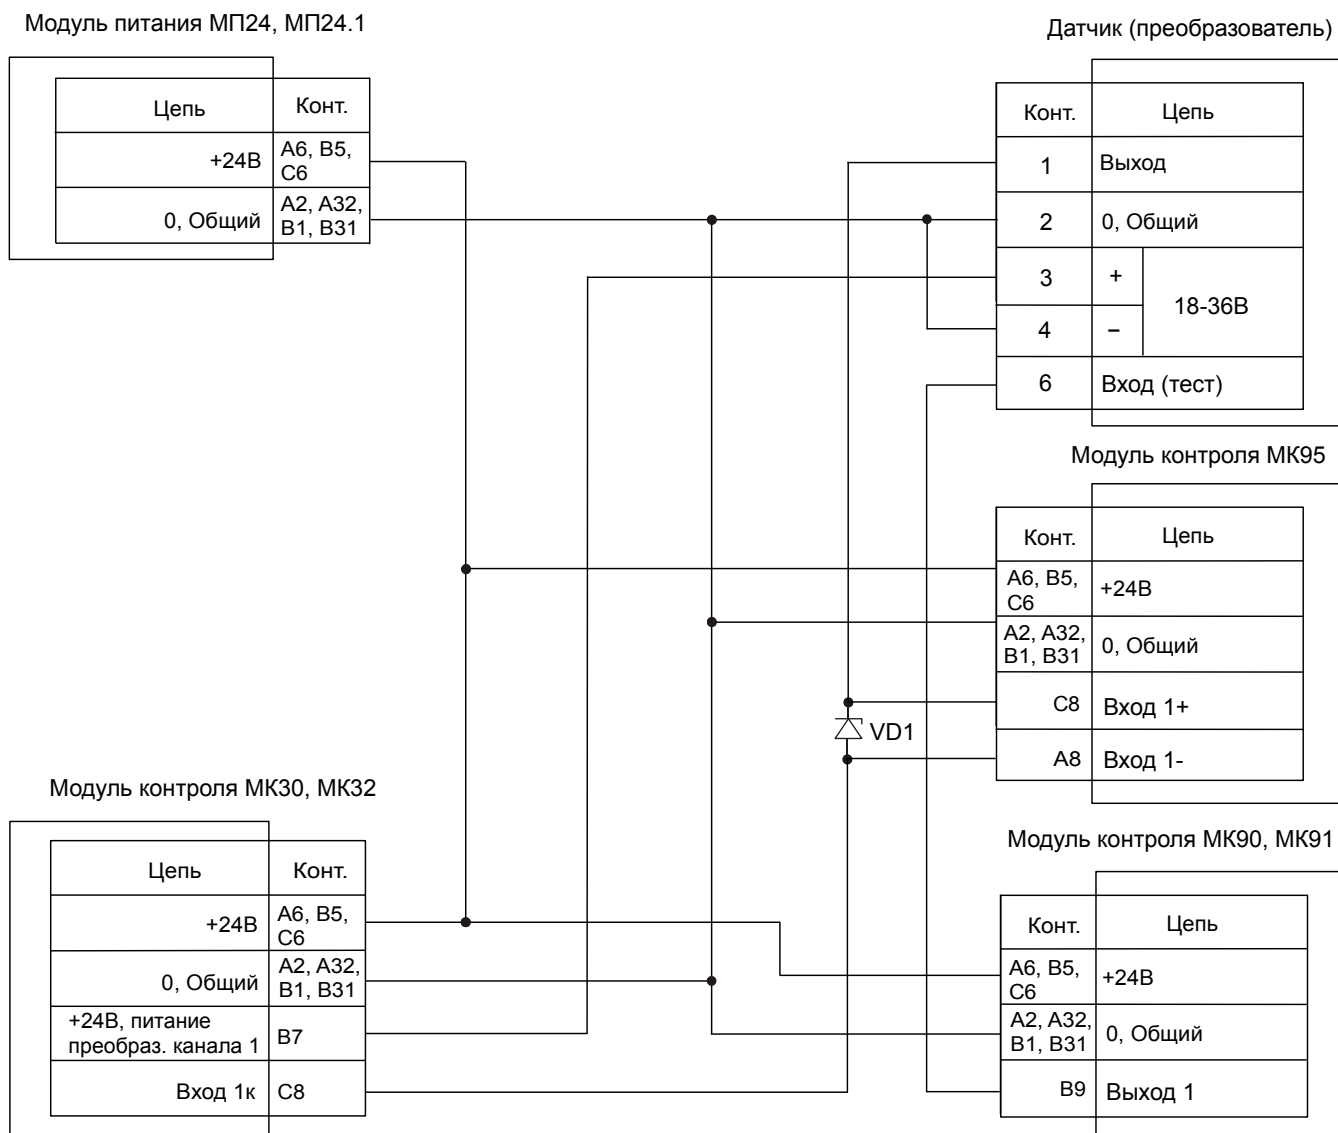 Модуль питания МП24, МП24.1
Цепь Конт.
+24В А6, В5,
С6
0, Общий А2, А32,
В1, В31
Датчик (преобразователь)
Конт. Цепь
1 Выход
2 0, Общий
3 +
18-36В
4 –
6 Вход (тест)
Модуль контроля МК95
Конт. Цепь
А6, В5,
С6 +24В
А2, А32,
В1, В31 0, Общий
С8 Вход 1+
А8 Вход 1-
VD1
Модуль контроля МК30, МК32
Цепь Конт.
+24В А6, В5,
С6
0, Общий А2, А32,
В1, В31
+24В, питание
преобраз. канала 1 В7
Вход 1к С8
Модуль контроля МК90, МК91
Конт. Цепь
А6, В5,
С6 +24В
А2, А32,
В1, В31 0, Общий
В9 Выход 1